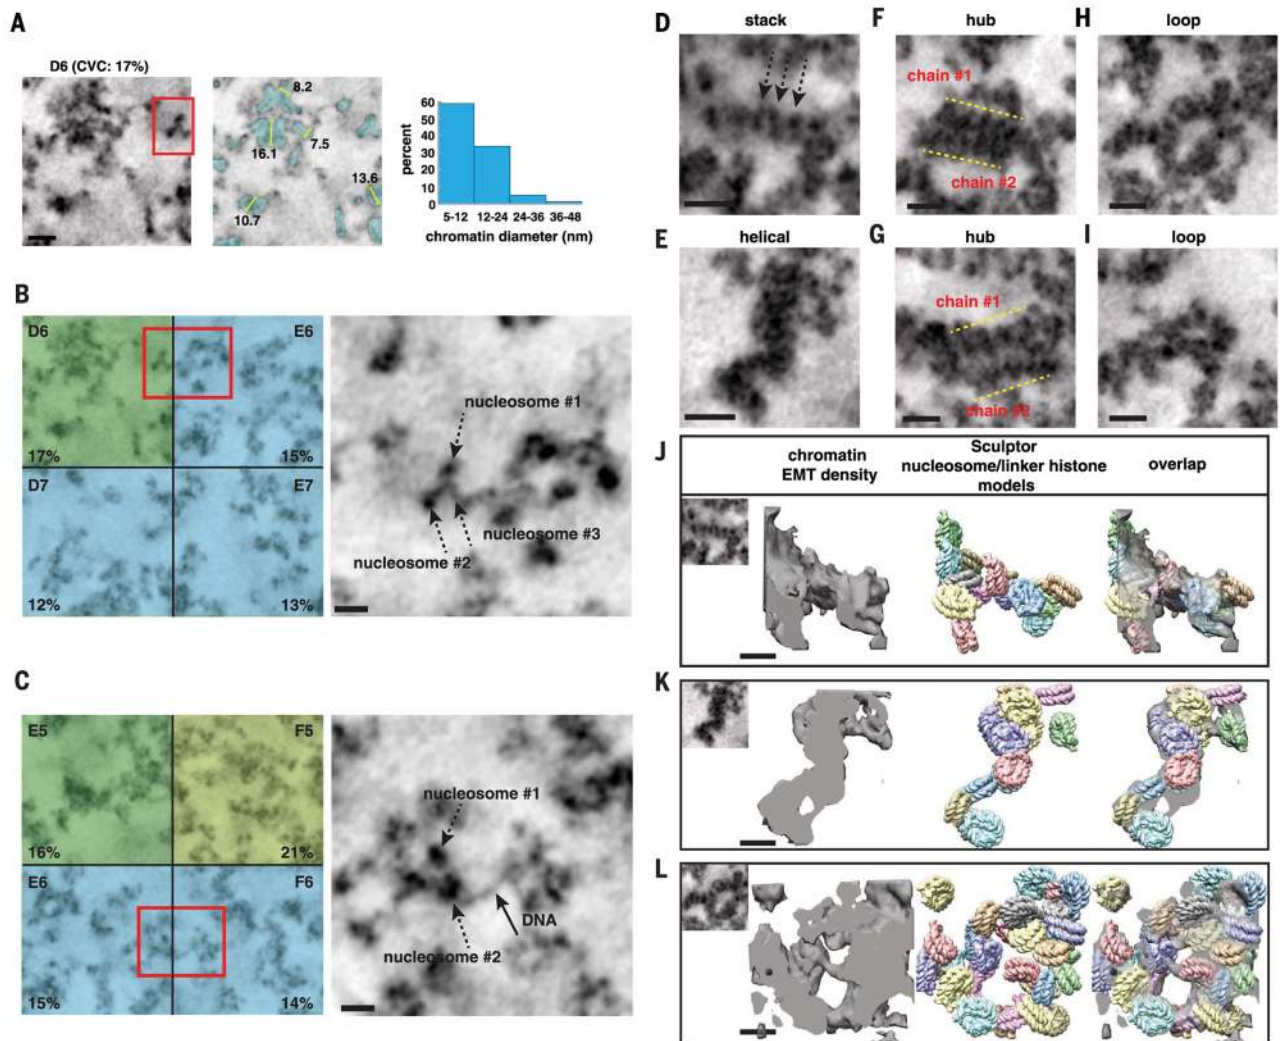 A
D6 (CVC: 17%)
8.2
16.1
7.5
13.6
10.7
percent
60
50
40
30
20
10
0
5-12 12-24 24-36 36-48
chromatin diameter (nm)
B
D6
E6
17%
15%
D7
E7
12%
13%
nucleosome #1
nucleosome #3
nucleosome #2
C
E5
F5
16%
21%
E6
F6
15%
14%
nucleosome #1
DNA
nucleosome #2
D
stack
E
helical
F
hub
chain #1
chain #2
G
hub
chain #1
chain #2
H
loop
I
loop
J
chromatin
EMT density
Sculptor
nucleosome/linker histone
models
overlap
K
L